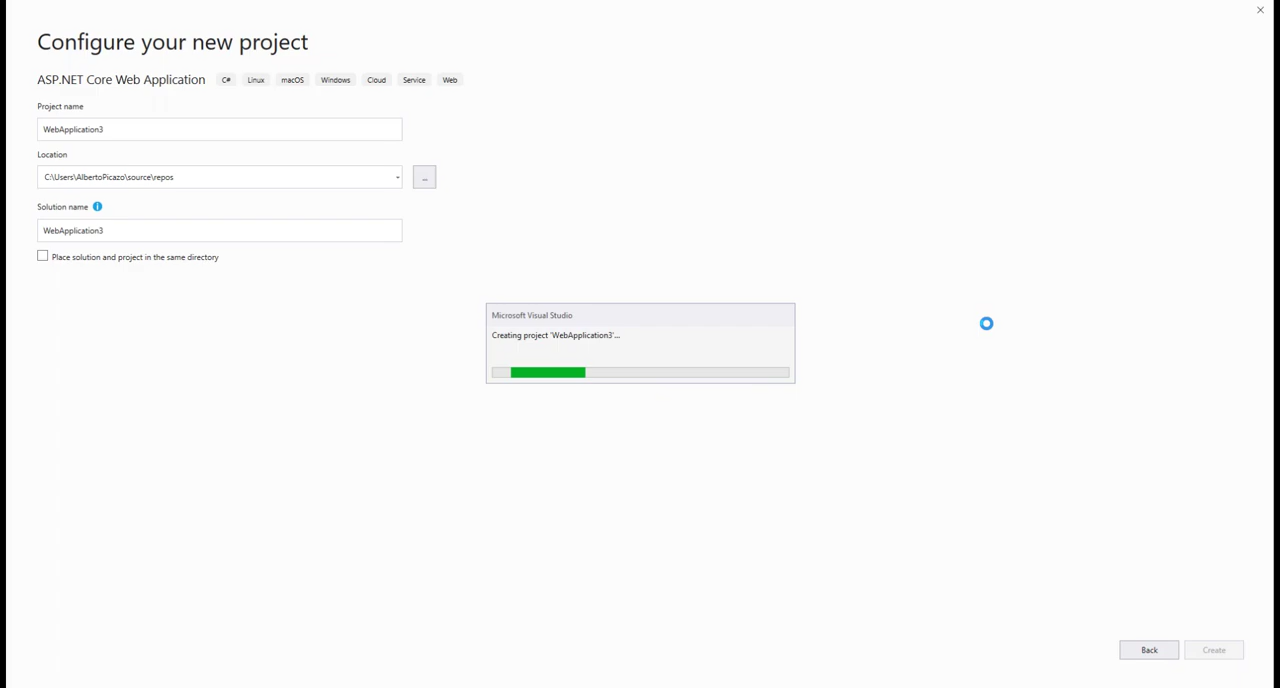 Configure your new project
ASP.NET Core Web Application C# Linux macOS Windows Cloud Service Web
Project name
WebApplication3
Location
C:\Users\AlbertoPicazo\source\repos
...
Solution name
WebApplication3
Place solution and project in the same directory
Microsoft Visual Studio
Creating project 'WebApplication3'...
Back Create